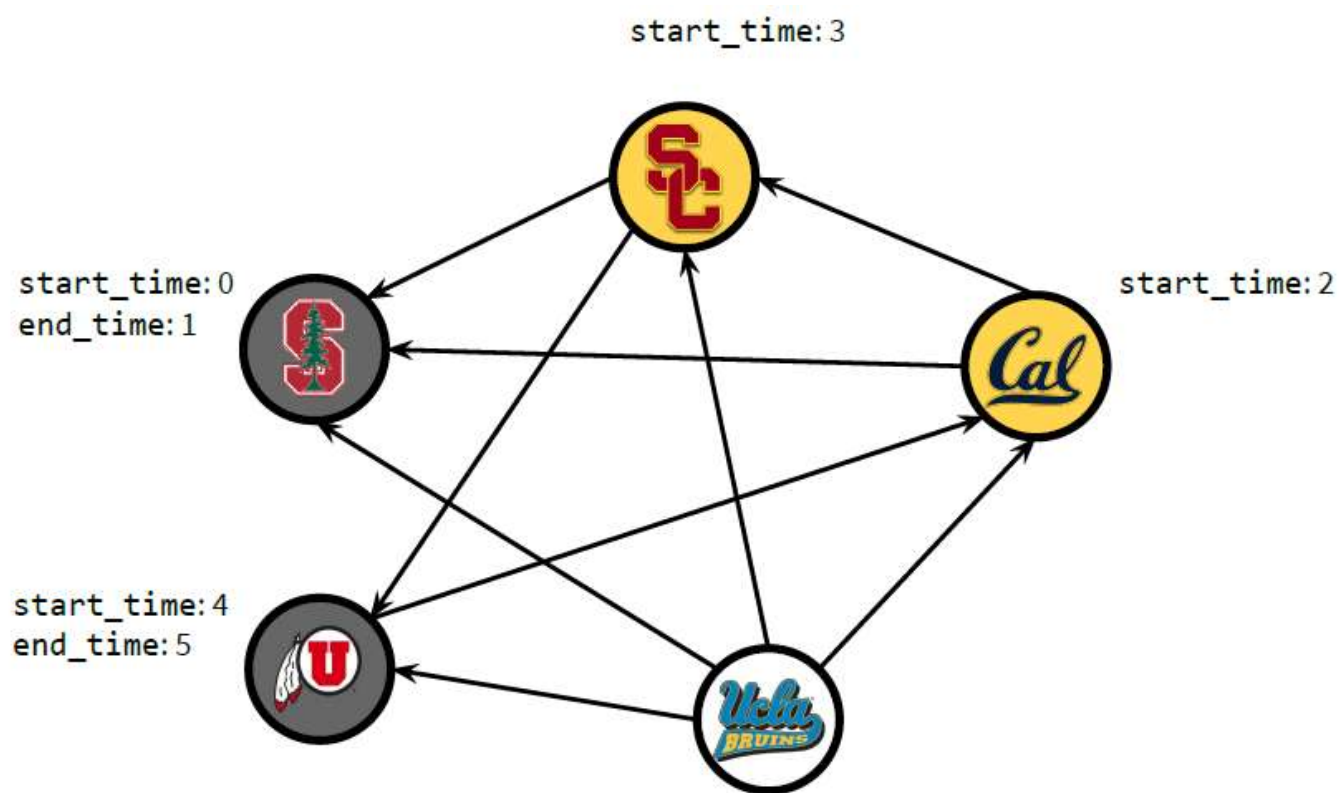 start_time: 3
SC
start_time: 0
end_time: 1
S
start_time: 2
Cal
start_time: 4
end_time: 5
U
Ucla
BRUINS